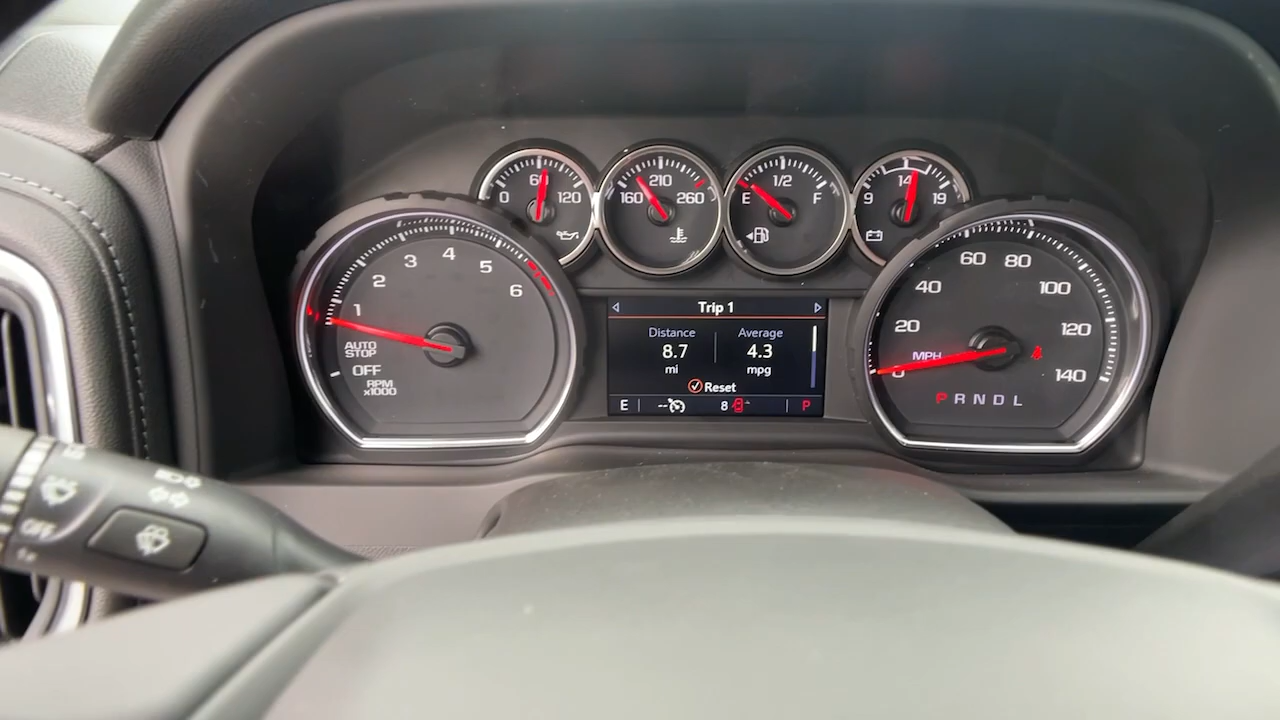 0 60 120
160 210 260
E 1/2 F
9 14 19
1 2 3 4 5 6
AUTO
STOP
OFF
RPM
x1000
Trip 1
Distance Average
8.7 4.3
mi mpg
Reset
E -- 8 P
0 20 40 60 80 100 120 140
MPH
P R N D L
OFF
1x